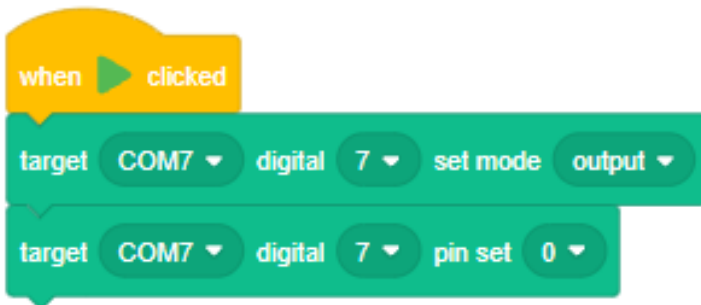 when clicked
target COM7 digital 7 set mode output
target COM7 digital 7 pin set 0